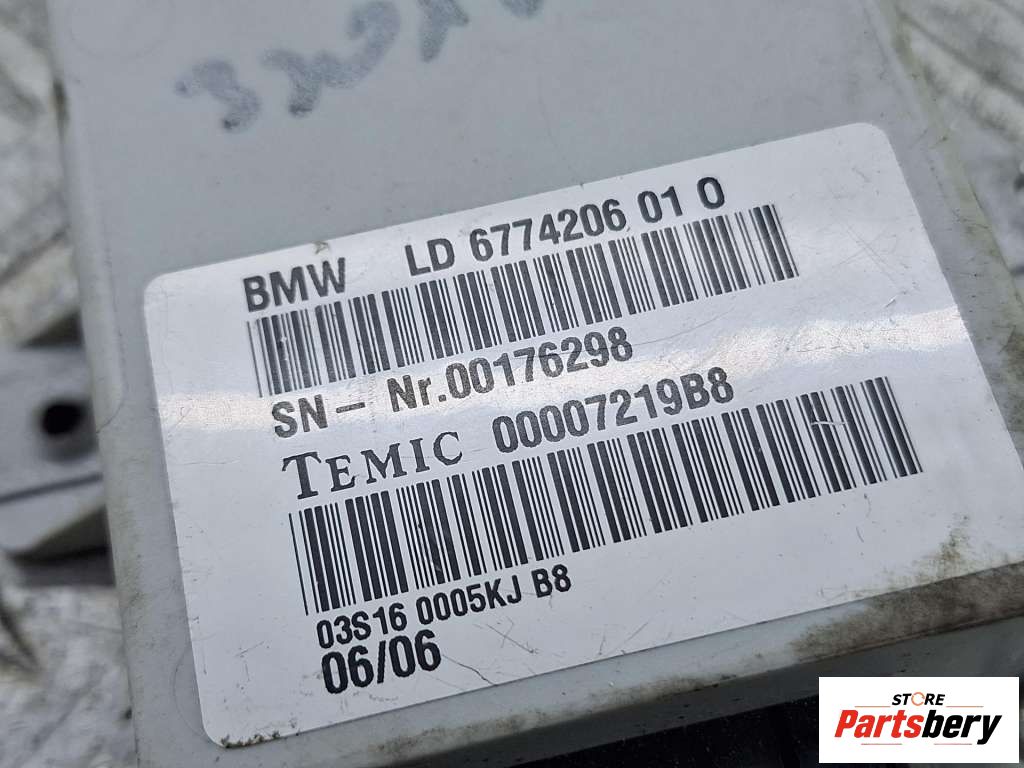 BMW LD 6774206 01 0
SN – Nr.00176298
TEMIC 00007219B8
03S16 0005KJ B8
06/06
STORE
Partsbery